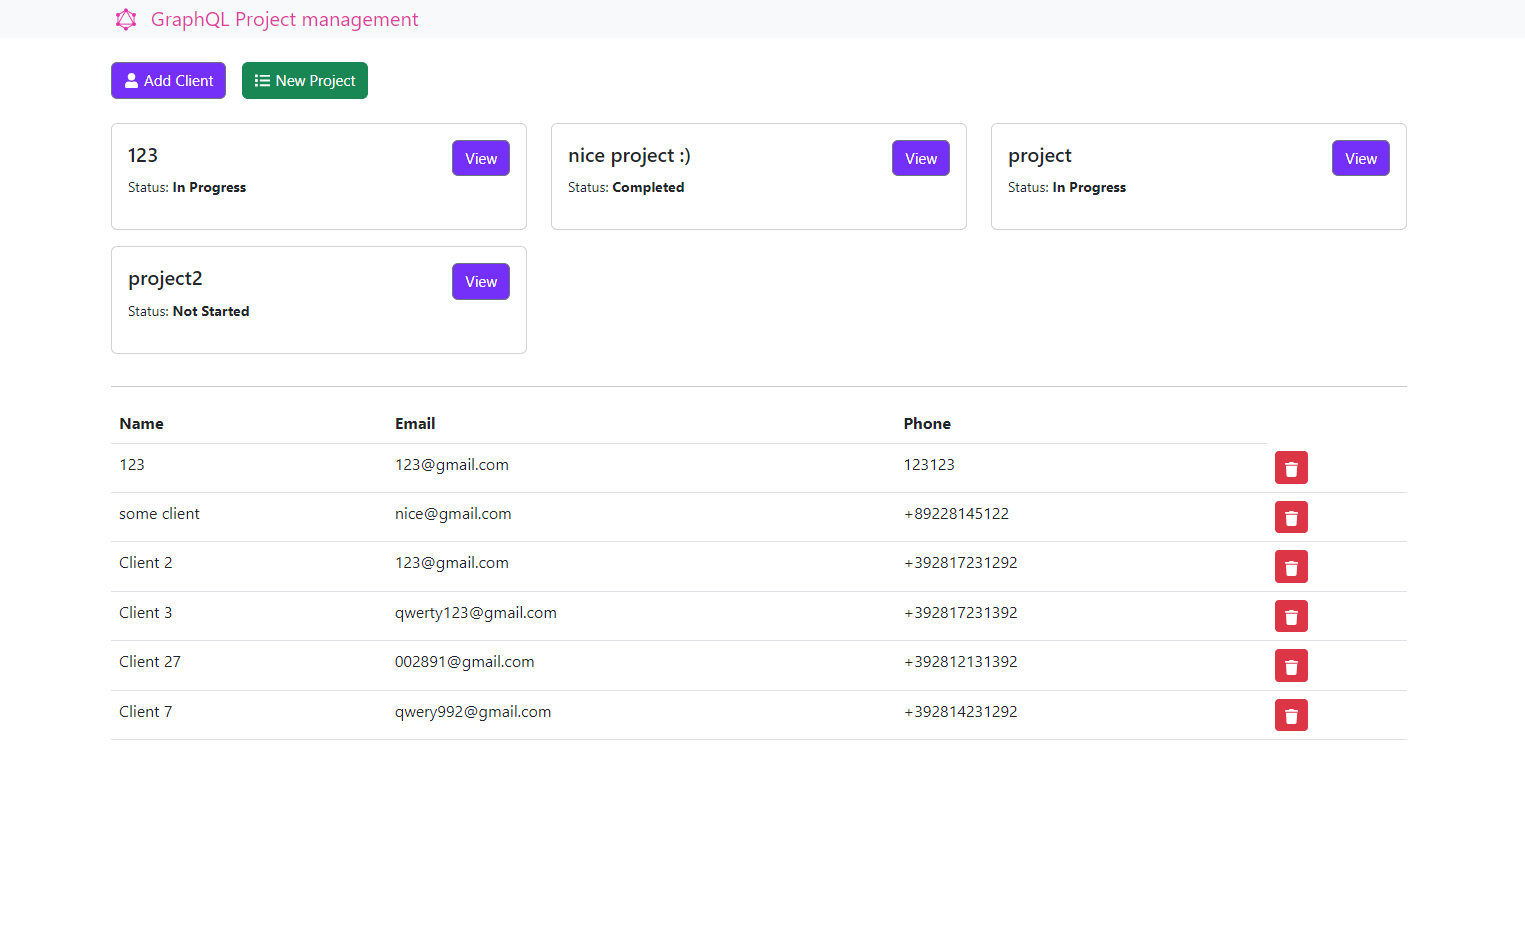 GraphQL Project management
Add Client New Project
123 View nice project :) View project View
Status: In Progress Status: Completed Status: In Progress
project2 View
Status: Not Started
Name Email Phone
123 123@gmail.com 123123
some client nice@gmail.com +89228145122
Client 2 123@gmail.com +392817231292
Client 3 qwerty123@gmail.com +392817231392
Client 27 002891@gmail.com +392812131392
Client 7 qwery992@gmail.com +392814231292